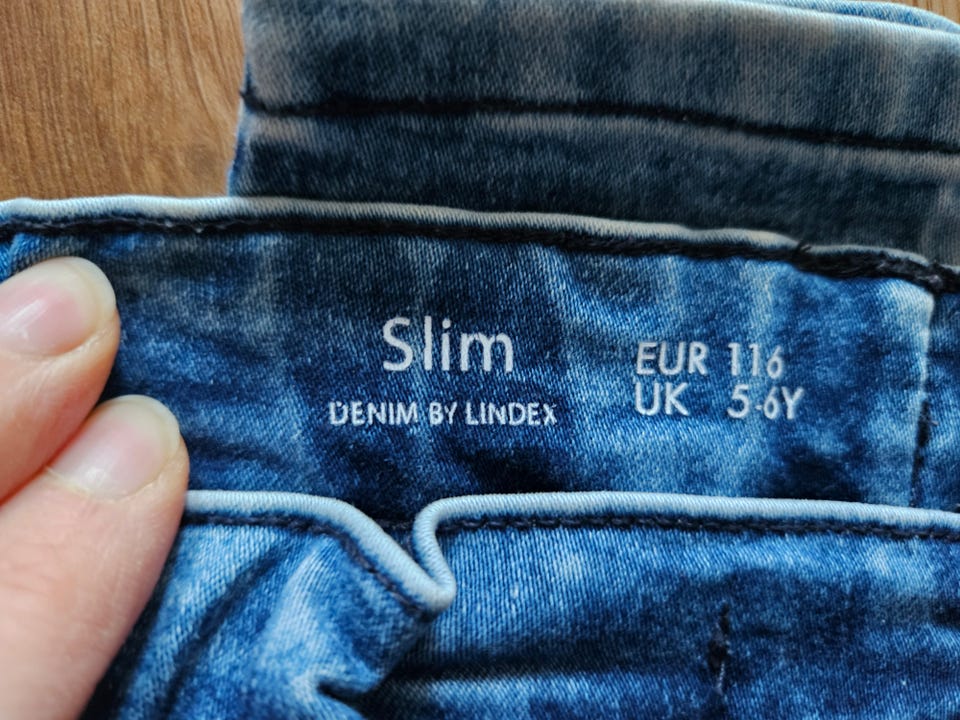 Slim
DENIM BY LINDEX
EUR 116
UK 5-6Y